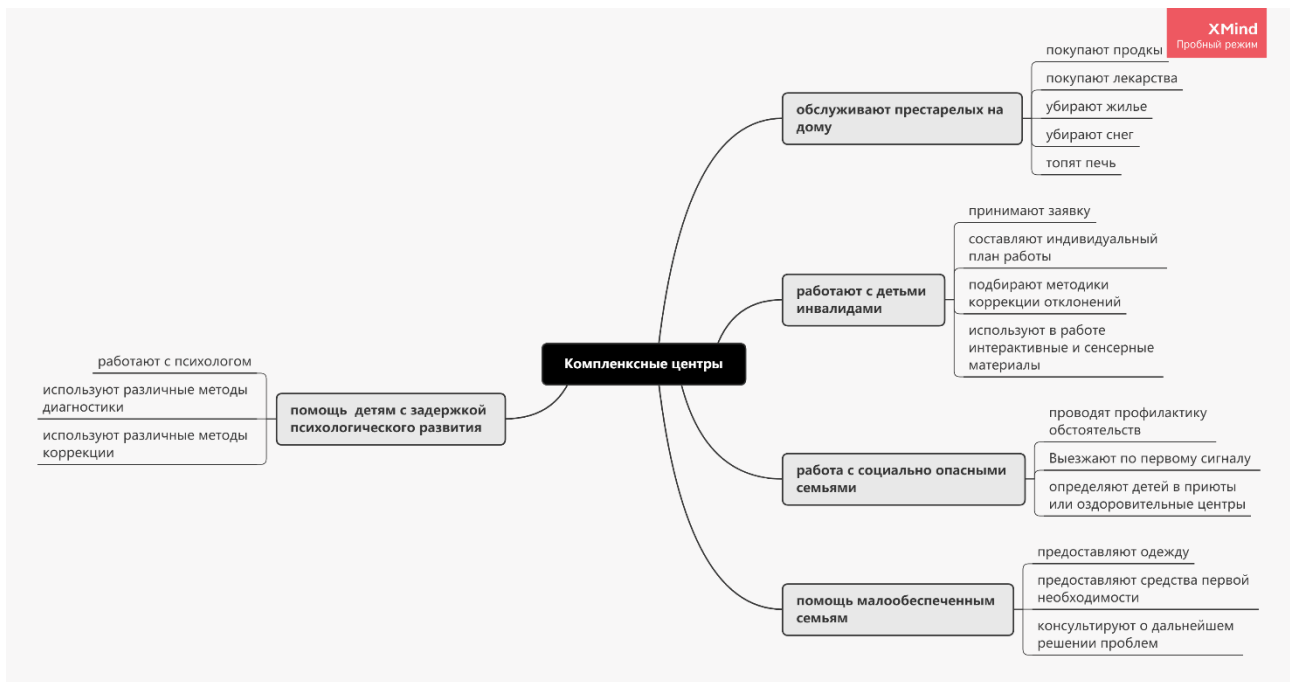 XMind
Пробный режим
покупают продкы
покупают лекарства
обслуживают престарелых на
дому
убирают жилье
убирают снег
топят печь
принимают заявку
составляют индивидуальный
план работы
работают с детьми
инвалидами
подбирают методики
коррекции отклонений
используют в работе
интерактивные и сенсерные
материалы
Ompленксные центры
работают с психологом
используют различные методы
диагностики
помощь детям с задержкой
психологического развития
используют различные методы
коррекции
проводят профилактику
обстоятельств
работа с социально опасными
семьями
Выезжают по первому сигналу
определяют детей в приюты
или оздоровительные центры
предоставляют одежду
помощь малообеспеченным
семьям
предоставляют средства первой
необходимости
консультируют о дальнейшем
решении проблем